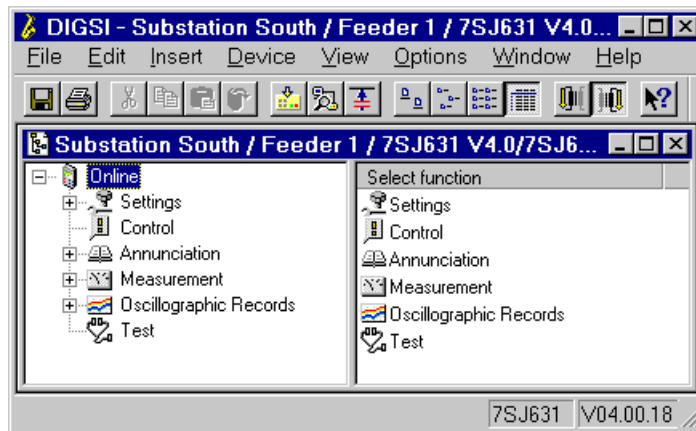 DIGSI - Substation South / Feeder 1 / 7SJ631 V4.0...
File Edit Insert Device View Options Window Help
Substation South / Feeder 1 / 7SJ631 V4.0/7SJ6...
Online
Settings
Control
Annunciation
Measurement
Oscillographic Records
Test
Select function
Settings
Control
Annunciation
Measurement
Oscillographic Records
Test
7SJ631 V04.00.18